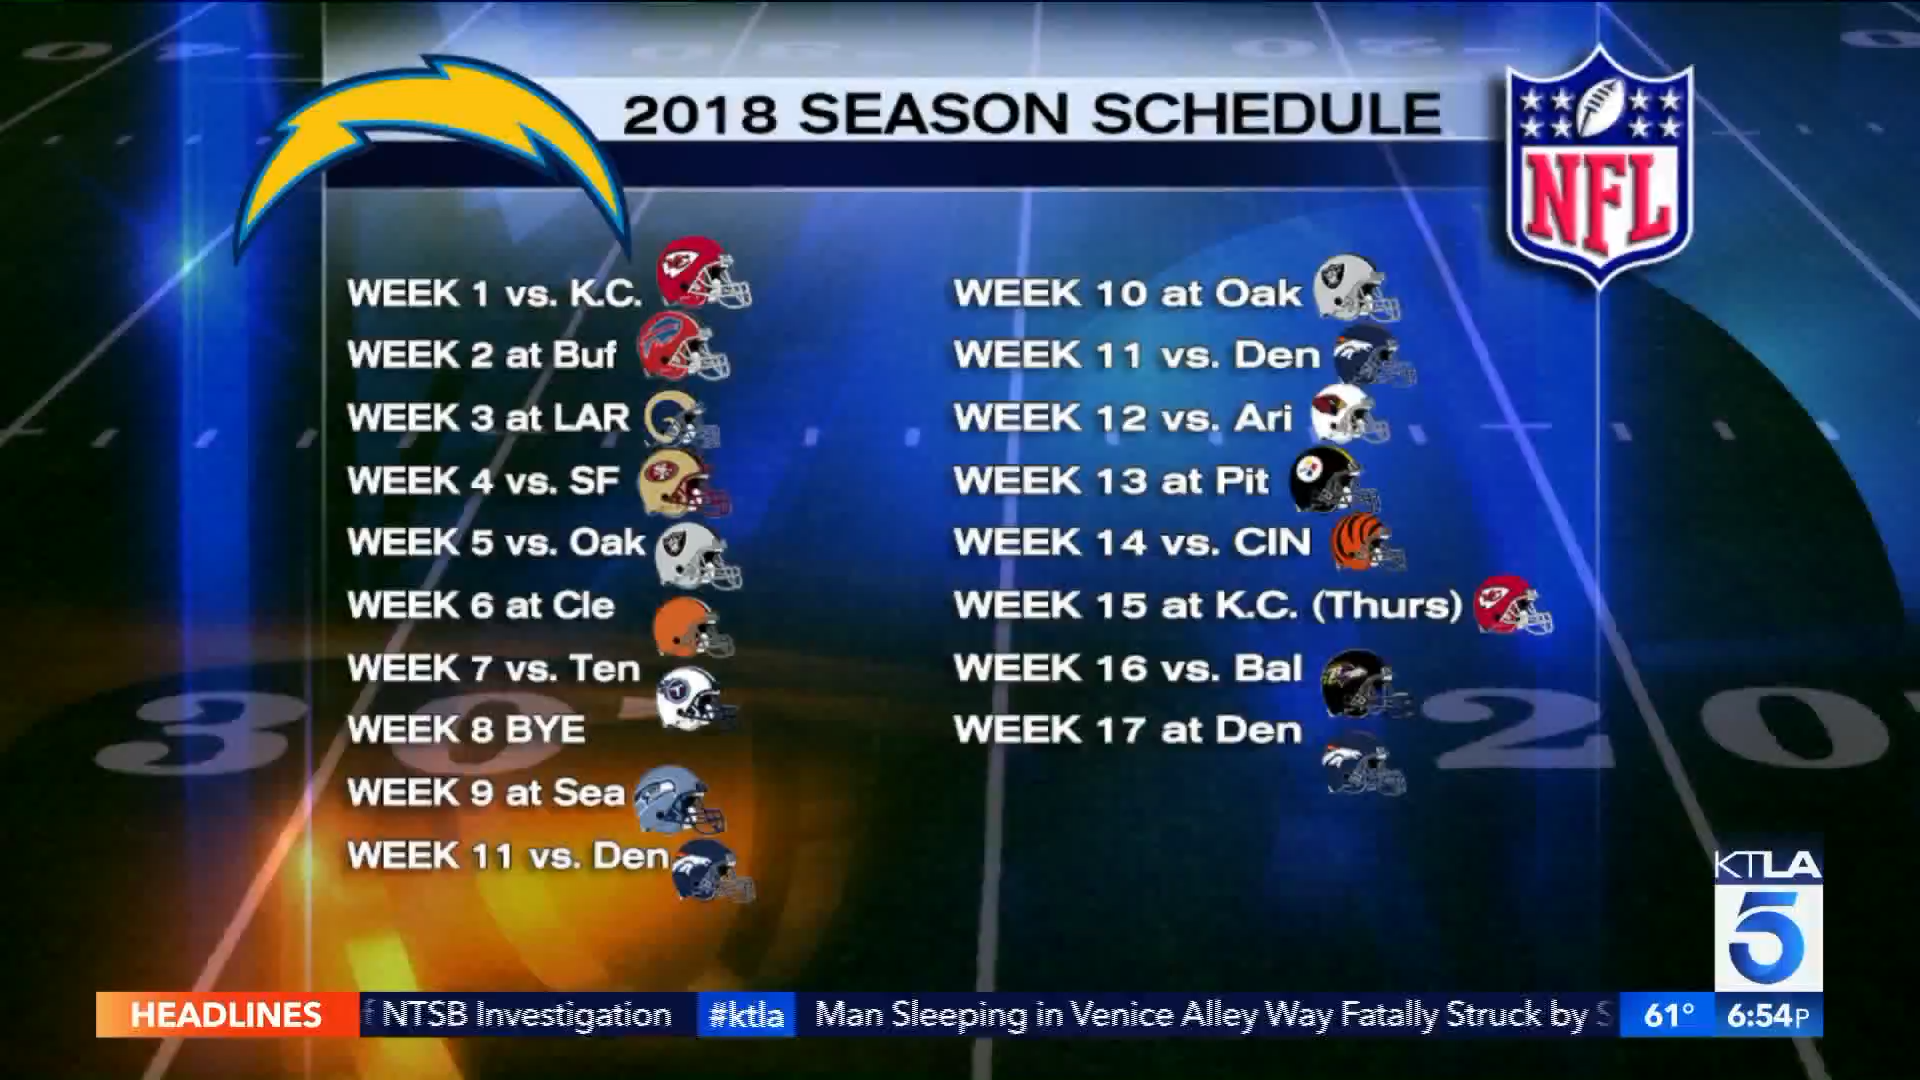 2018 SEASON SCHEDULE
NFL
WEEK 1 vs. K.C.
WEEK 2 at Buf
WEEK 3 at LAR
WEEK 4 vs. SF
WEEK 5 vs. Oak
WEEK 6 at Cle
WEEK 7 vs. Ten
WEEK 8 BYE
WEEK 9 at Sea
WEEK 11 vs. Den
WEEK 10 at Oak
WEEK 11 vs. Den
WEEK 12 vs. Ari
WEEK 13 at Pit
WEEK 14 vs. CIN
WEEK 15 at K.C. (Thurs)
WEEK 16 vs. Bal
WEEK 17 at Den
30
20
KTLA
5
HEADLINES f NTSB Investigation #ktla Man Sleeping in Venice Alley Way Fatally Struck by S 61° 6:54P